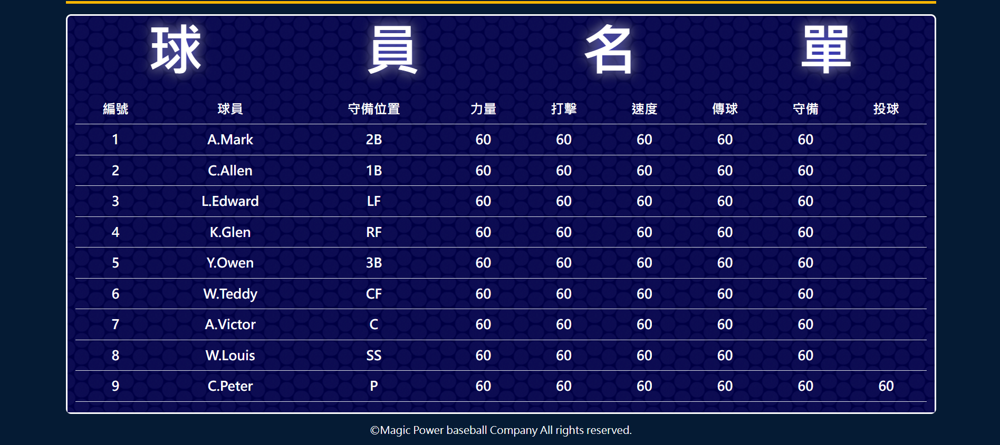 球員名單
編號 球員 守備位置 力量 打擊 速度 傳球 守備 投球
1 A.Mark 2B 60 60 60 60 60
2 C.Allen 1B 60 60 60 60 60
3 L.Edward LF 60 60 60 60 60
4 K.Glen RF 60 60 60 60 60
5 Y.Owen 3B 60 60 60 60 60
6 W.Teddy CF 60 60 60 60 60
7 A.Victor C 60 60 60 60 60
8 W.Louis SS 60 60 60 60 60
9 C.Peter P 60 60 60 60 60 60
©Magic Power baseball Company All rights reserved.